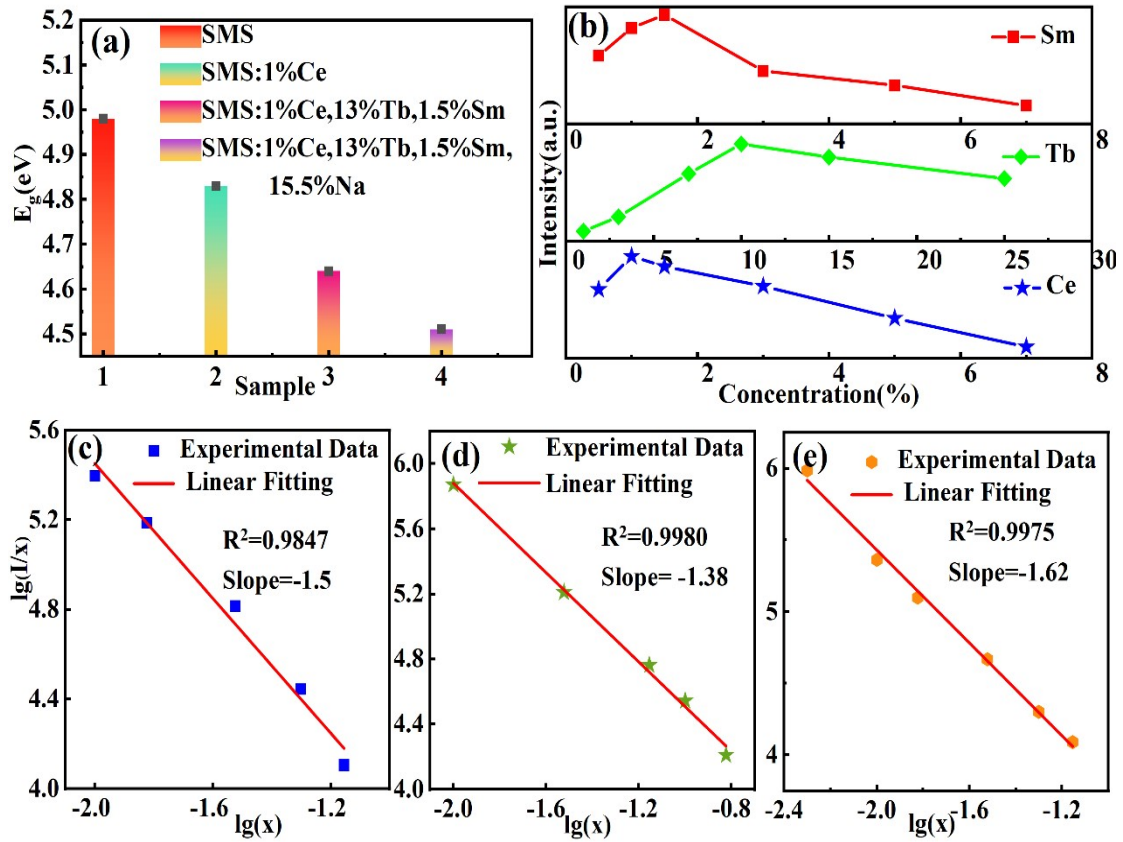 (a)
SMS
SMS:1%Ce
SMS:1%Ce,13%Tb,1.5%Sm
SMS:1%Ce,13%Tb,1.5%Sm,
15.5%Na
5.2
5.1
5.0
4.9
4.8
4.7
4.6
4.5
E_g(eV)
1 2 3 4
Sample
(b)
Sm
0 2 4 6 8
Tb
0 5 10 15 20 25 30
Ce
0 2 4 6 8
Intensity(a.u.)
Concentration(%)
(c)
Experimental Data
Linear Fitting
R²=0.9847
Slope=-1.5
5.6
5.2
4.8
4.4
4.0
lg(I/x)
-2.0 -1.6 -1.2
lg(x)
(d)
Experimental Data
Linear Fitting
R²=0.9980
Slope= -1.38
6.0
5.6
5.2
4.8
4.4
4.0
-2.0 -1.6 -1.2 -0.8
lg(x)
(e)
Experimental Data
Linear Fitting
R²=0.9975
Slope=-1.62
6
5
4
-2.4 -2.0 -1.6 -1.2
lg(x)